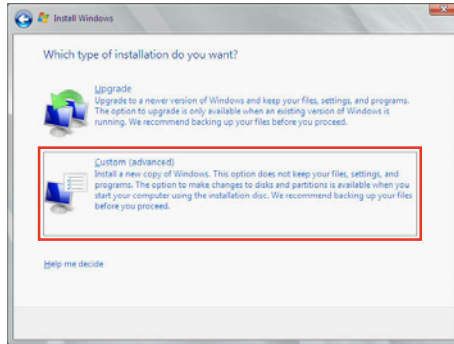 Install Windows
Which type of installation do you want?
Upgrade
Upgrade to a newer version of Windows and keep your files, settings, and programs.
The option to upgrade is only available when an existing version of Windows is
running. We recommend backing up your files before you proceed.
Custom (advanced)
Install a new copy of Windows. This option does not keep your files, settings, and
programs. The option to make changes to disks and partitions is available when you
start your computer using the installation disc. We recommend backing up your files
before you proceed.
Help me decide